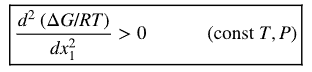 d² (ΔG/RT) / dx₁² > 0 (const T, P)